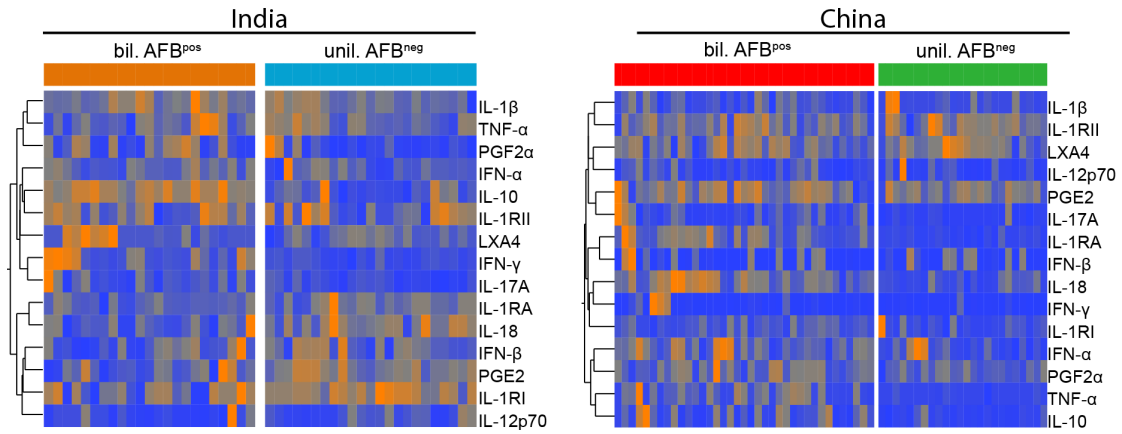 India
bil. AFBpos
unil. AFBneg
IL-1β
TNF-α
PGF2α
IFN-α
IL-10
IL-1RII
LXA4
IFN-γ
IL-17A
IL-1RA
IL-18
IFN-β
PGE2
IL-1RI
IL-12p70
China
bil. AFBpos
unil. AFBneg
IL-1β
IL-1RII
LXA4
IL-12p70
PGE2
IL-17A
IL-1RA
IFN-β
IL-18
IFN-γ
IL-1RI
IFN-α
PGF2α
TNF-α
IL-10